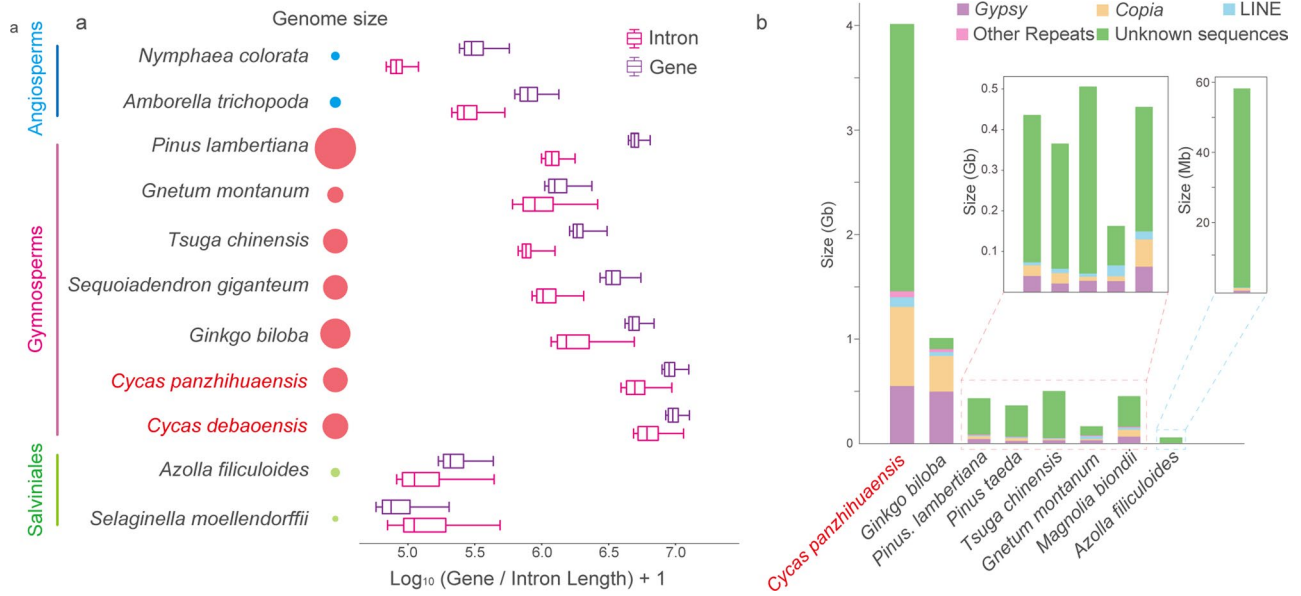 a
a
Genome size
Intron
Gene
Angiosperms
Nymphaea colorata
Amborella trichopoda
Gymnosperms
Pinus lambertiana
Gnetum montanum
Tsuga chinensis
Sequoiadendron giganteum
Ginkgo biloba
Cycas panzhihuaensis
Cycas debaoensis
Salviniales
Azolla filiculoides
Selaginella moellendorffii
5.0 5.5 6.0 6.5 7.0
Log₁₀ (Gene / Intron Length) + 1
b
Gypsy Copia LINE
Other Repeats Unknown sequences
Size (Gb)
4
3
2
1
0
Size (Gb)
0.5
0.4
0.3
0.2
0.1
Size (Mb)
60
40
20
Cycas panzhihuaensis
Ginkgo biloba
Pinus. lambertiana
Pinus taeda
Tsuga chinensis
Gnetum montanum
Magnolia biondii
Azolla filiculoides